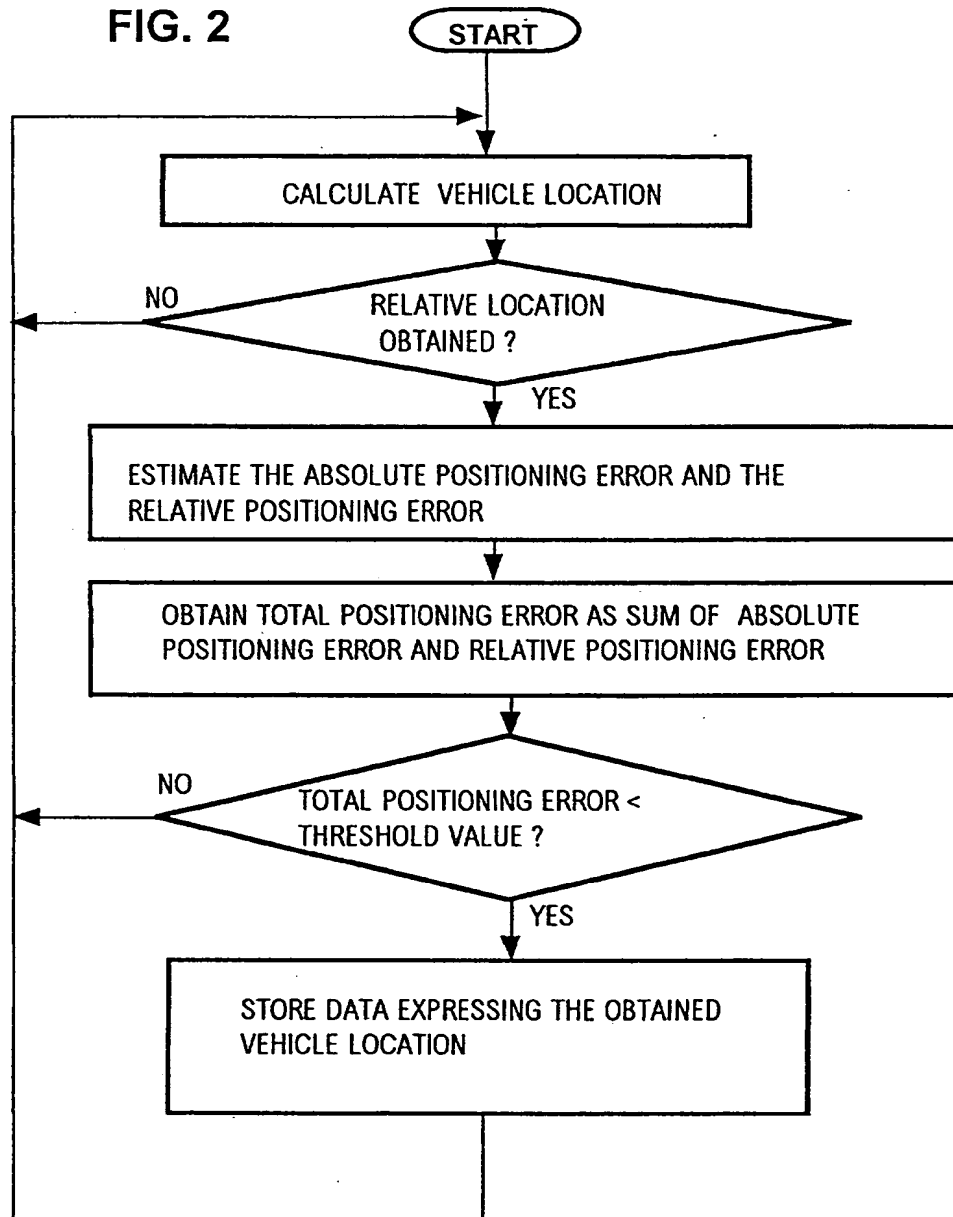 FIG. 2
START
CALCULATE VEHICLE LOCATION
RELATIVE LOCATION
OBTAINED ?
NO
YES
ESTIMATE THE ABSOLUTE POSITIONING ERROR AND THE
RELATIVE POSITIONING ERROR
OBTAIN TOTAL POSITIONING ERROR AS SUM OF ABSOLUTE
POSITIONING ERROR AND RELATIVE POSITIONING ERROR
NO
TOTAL POSITIONING ERROR <
THRESHOLD VALUE ?
YES
STORE DATA EXPRESSING THE OBTAINED
VEHICLE LOCATION